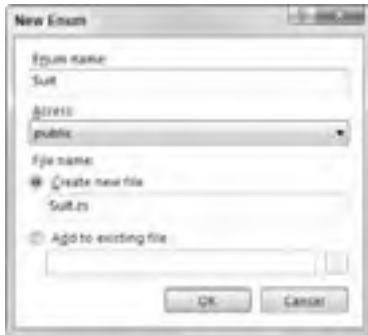 New Enum
Enum name:
Suit
Access:
public
File name:
Create new file
Suit.cs
Add to existing file
OK
Cancel